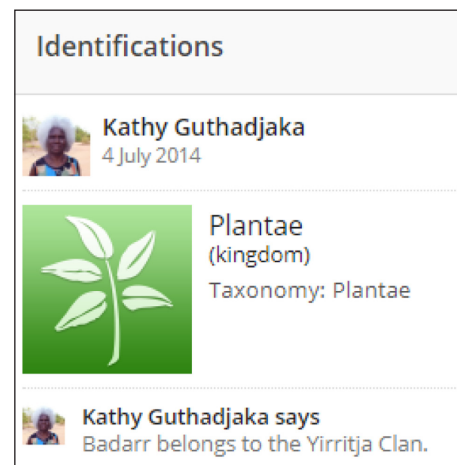 Identifications
Kathy Guthadjaka
4 July 2014
Plantae
(kingdom)
Taxonomy: Plantae
Kathy Guthadjaka says
Badarr belongs to the Yirritja Clan.